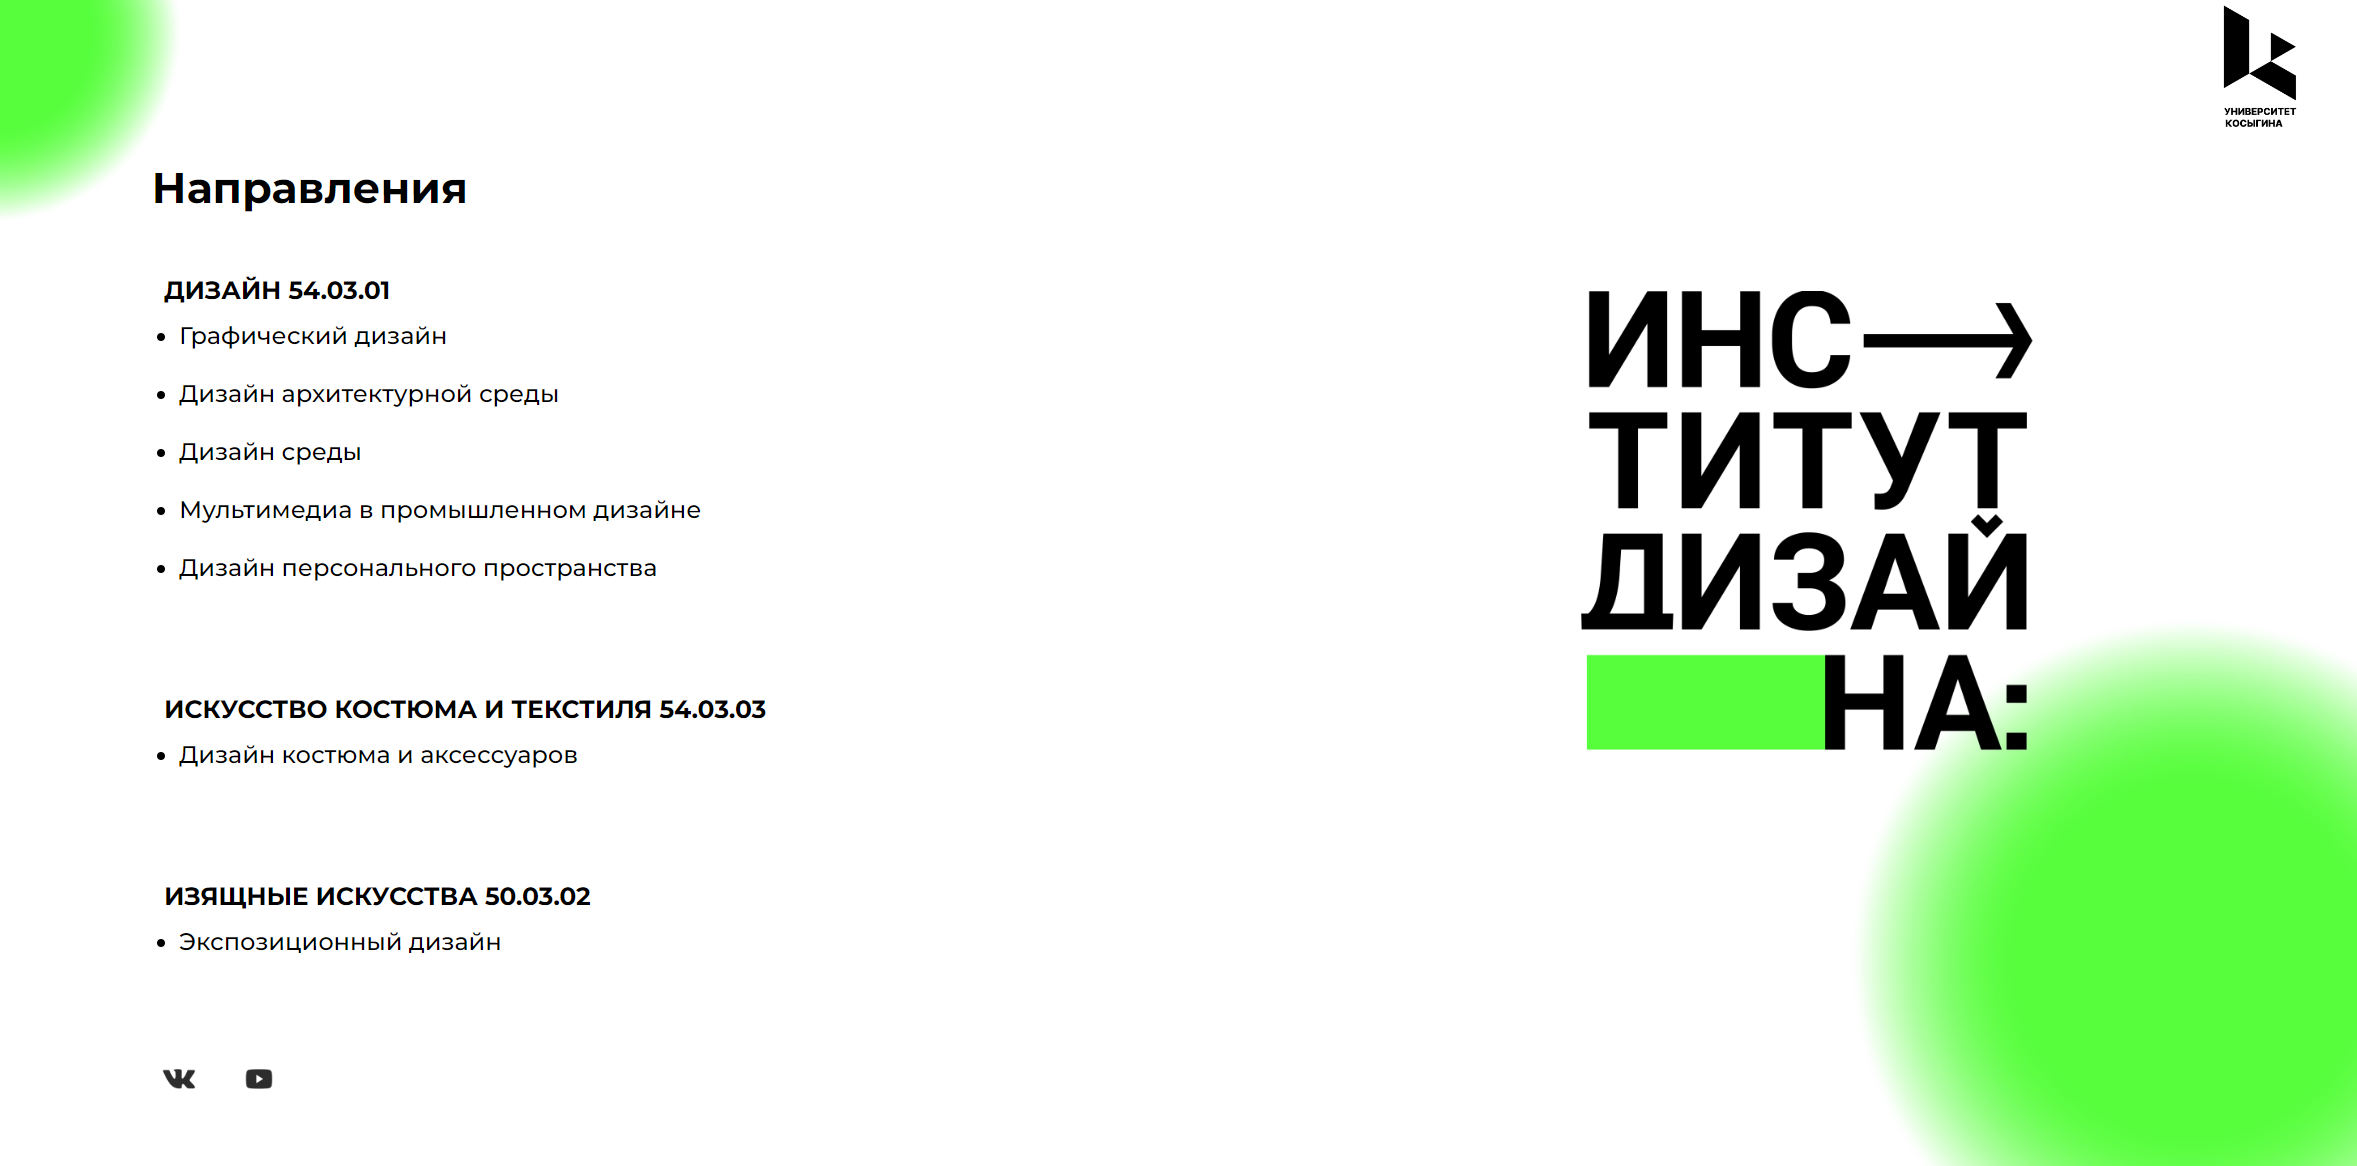 УНИВЕРСИТЕТ
КОСЫГИНА
Направления
ДИЗАЙН 54.03.01
Графический дизайн
Дизайн архитектурной среды
Дизайн среды
Мультимедиа в промышленном дизайне
Дизайн персонального пространства
ИСКУССТВО КОСТЮМА И ТЕКСТИЛЯ 54.03.03
Дизайн костюма и аксессуаров
ИЗЯЩНЫЕ ИСКУССТВА 50.03.02
Экспозиционный дизайн
ИНС
ТИТУТ
ДИЗАЙ
НА: